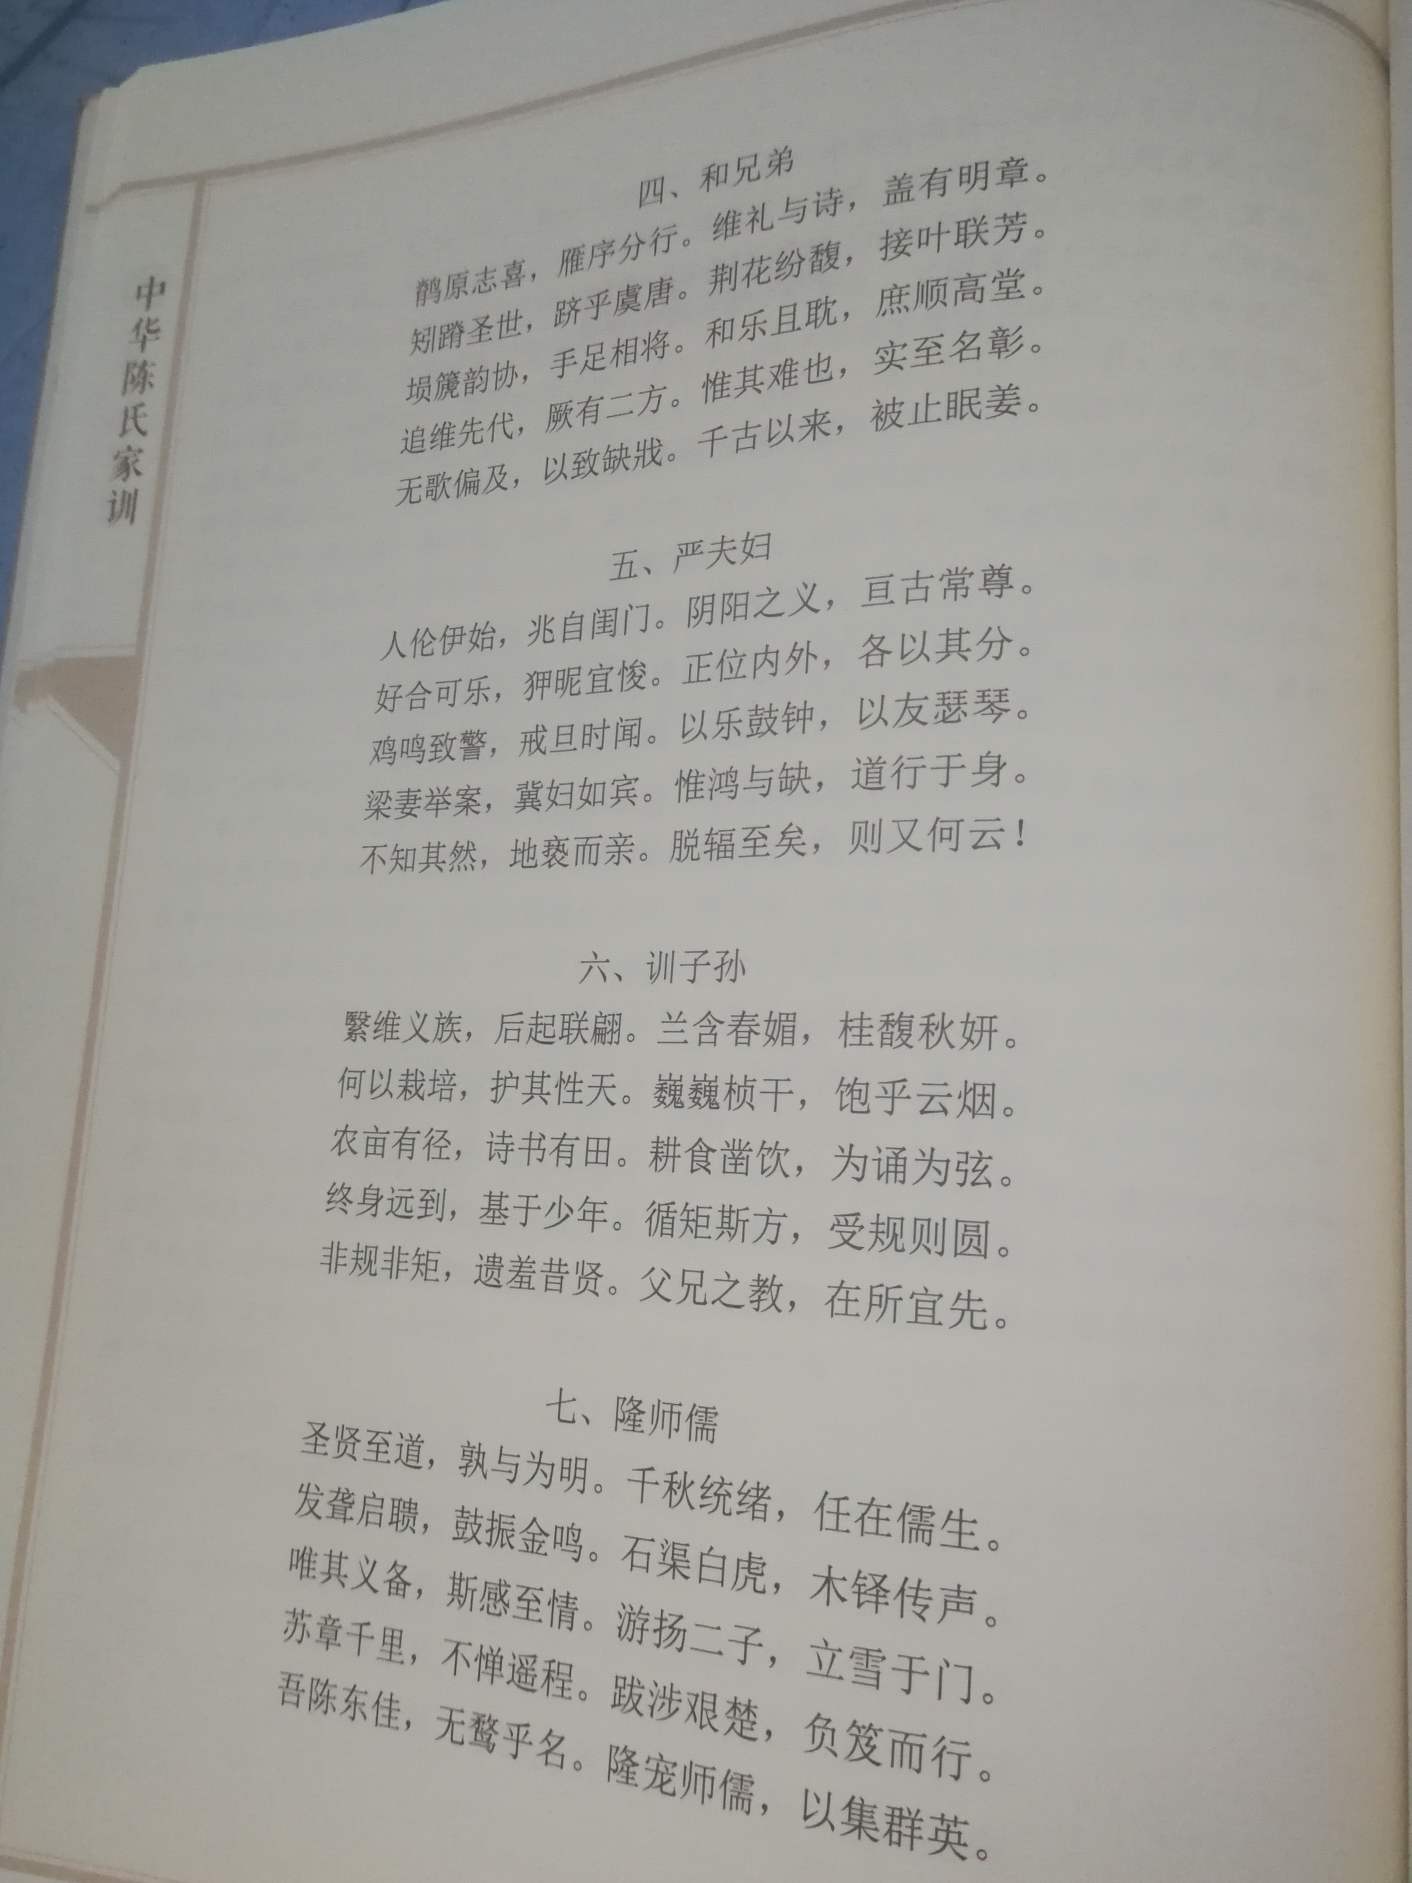 中华陈氏家训
四、和兄弟
鹡原志喜，雁序分行。维礼与诗，盖有明章。
矧蹐圣世，跻乎虞唐。荆花纷馥，接叶联芳。
埙篪韵协，手足相将。和乐且耽，庶顺高堂。
追维先代，厥有二方。惟其难也，实至名彰。
无歌偏及，以致缺戕。千古以来，被止眠姜。
五、严夫妇
人伦伊始，兆自闺门。阴阳之义，亘古常尊。
好合可乐，狎昵宜悛。正位内外，各以其分。
鸡鸣致警，戒旦时闻。以乐鼓钟，以友瑟琴。
梁妻举案，冀妇如宾。惟鸿与缺，道行于身。
不知其然，地亵而亲。脱辐至矣，则又何云！
六、训子孙
繄维义族，后起联翩。兰含春媚，桂馥秋妍。
何以栽培，护其性天。巍巍桢干，饱乎云烟。
农亩有径，诗书有田。耕食凿饮，为诵为弦。
终身远到，基于少年。循矩斯方，受规则圆。
非规非矩，遗羞昔贤。父兄之教，在所宜先。
七、隆师儒
圣贤至道，孰与为明。千秋统绪，任在儒生。
发聋启聩，鼓振金鸣。石渠白虎，木铎传声。
唯其义备，斯感至情。游扬二子，立雪于门。
苏章千里，不惮遥程。跋涉艰楚，负笈而行。
吾陈东佳，无鹜乎名。隆宠师儒，以集群英。